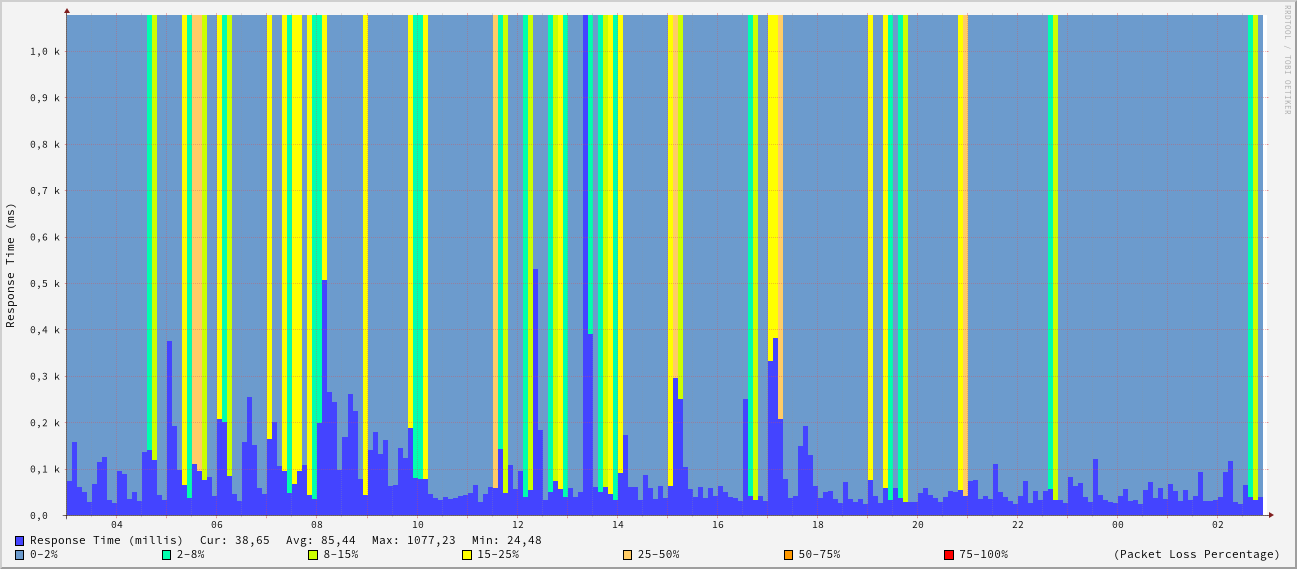 RRDTOOL / TOBI OETIKER
Response Time (ms)
1,0 k
0,9 k
0,8 k
0,7 k
0,6 k
0,5 k
0,4 k
0,3 k
0,2 k
0,1 k
0,0
04 06 08 10 12 14 16 18 20 22 00 02
Response Time (millis) Cur: 38,65 Avg: 85,44 Max: 1077,23 Min: 24,48
0-2% 2-8% 8-15% 15-25% 25-50% 50-75% 75-100% (Packet Loss Percentage)